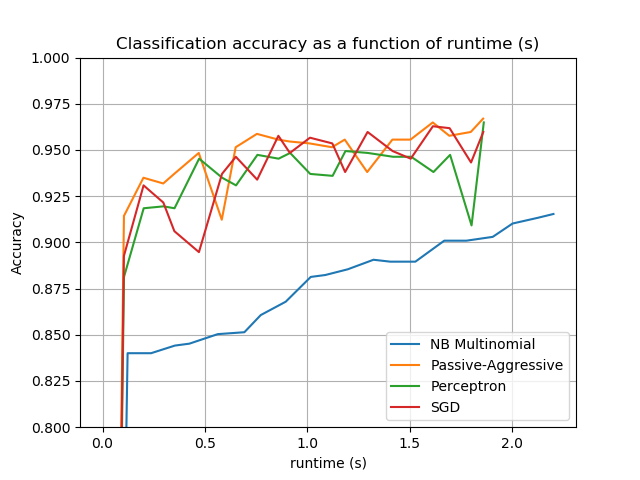 Classification accuracy as a function of runtime (s)
1.000
0.975
0.950
0.925
0.900
0.875
0.850
0.825
0.800
Accuracy
NB Multinomial
Passive-Aggressive
Perceptron
SGD
0.0 0.5 1.0 1.5 2.0
runtime (s)